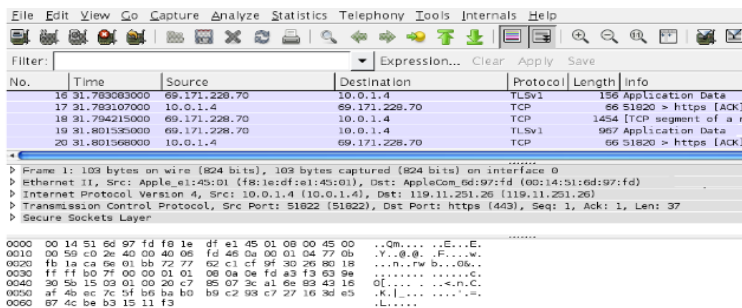 File Edit View Go Capture Analyze Statistics Telephony Tools Internals Help
Filter: Expression... Clear Apply Save
No. Time Source Destination Protocol Length Info
16 31.783083000 69.171.228.70 10.0.1.4 TLSv1 156 Application Data
17 31.783107000 10.0.1.4 69.171.228.70 TCP 66 51820 > https [ACK]
18 31.794215000 69.171.228.70 10.0.1.4 TCP 1454 [TCP segment of a r
19 31.801535000 69.171.228.70 10.0.1.4 TLSv1 967 Application Data
20 31.801568000 10.0.1.4 69.171.228.70 TCP 66 51820 > https [ACK]
Frame 1: 103 bytes on wire (824 bits), 103 bytes captured (824 bits) on interface 0
Ethernet II, Src: Apple_e1:45:01 (f8:1e:df:e1:45:01), Dst: AppleCom_6d:97:fd (00:14:51:6d:97:fd)
Internet Protocol Version 4, Src: 10.0.1.4 (10.0.1.4), Dst: 119.11.251.26 (119.11.251.26)
Transmission Control Protocol, Src Port: 51822 (51822), Dst Port: https (443), Seq: 1, Ack: 1, Len: 37
Secure Sockets Layer
0000 00 14 51 6d 97 fd f8 1e df e1 45 01 08 00 45 00 ..Qm.... ..E...E.
0010 00 59 c0 2e 40 00 40 06 fd 46 0a 00 01 04 77 0b .Y..@.@. .F....w.
0020 fb 1a ca 6e 01 bb 72 77 62 c1 cf 9f 30 26 80 18 ...n..rw b...0&..
0030 ff ff b0 7f 00 00 01 01 08 0a 0e fd a3 f3 63 9e ........ ......c.
0040 30 5b 15 03 01 00 20 c7 85 07 3c a1 6e 83 43 16 0[.... . ..<.n.C.
0050 af 4b ec 7c 5f b6 ba b0 b9 c2 93 c7 27 16 3d e5 .K.|_... ....'.=.
0060 87 4c be b3 15 11 f3 .L.....